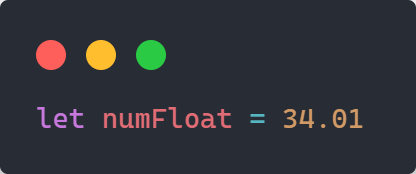 let numFloat = 34.01